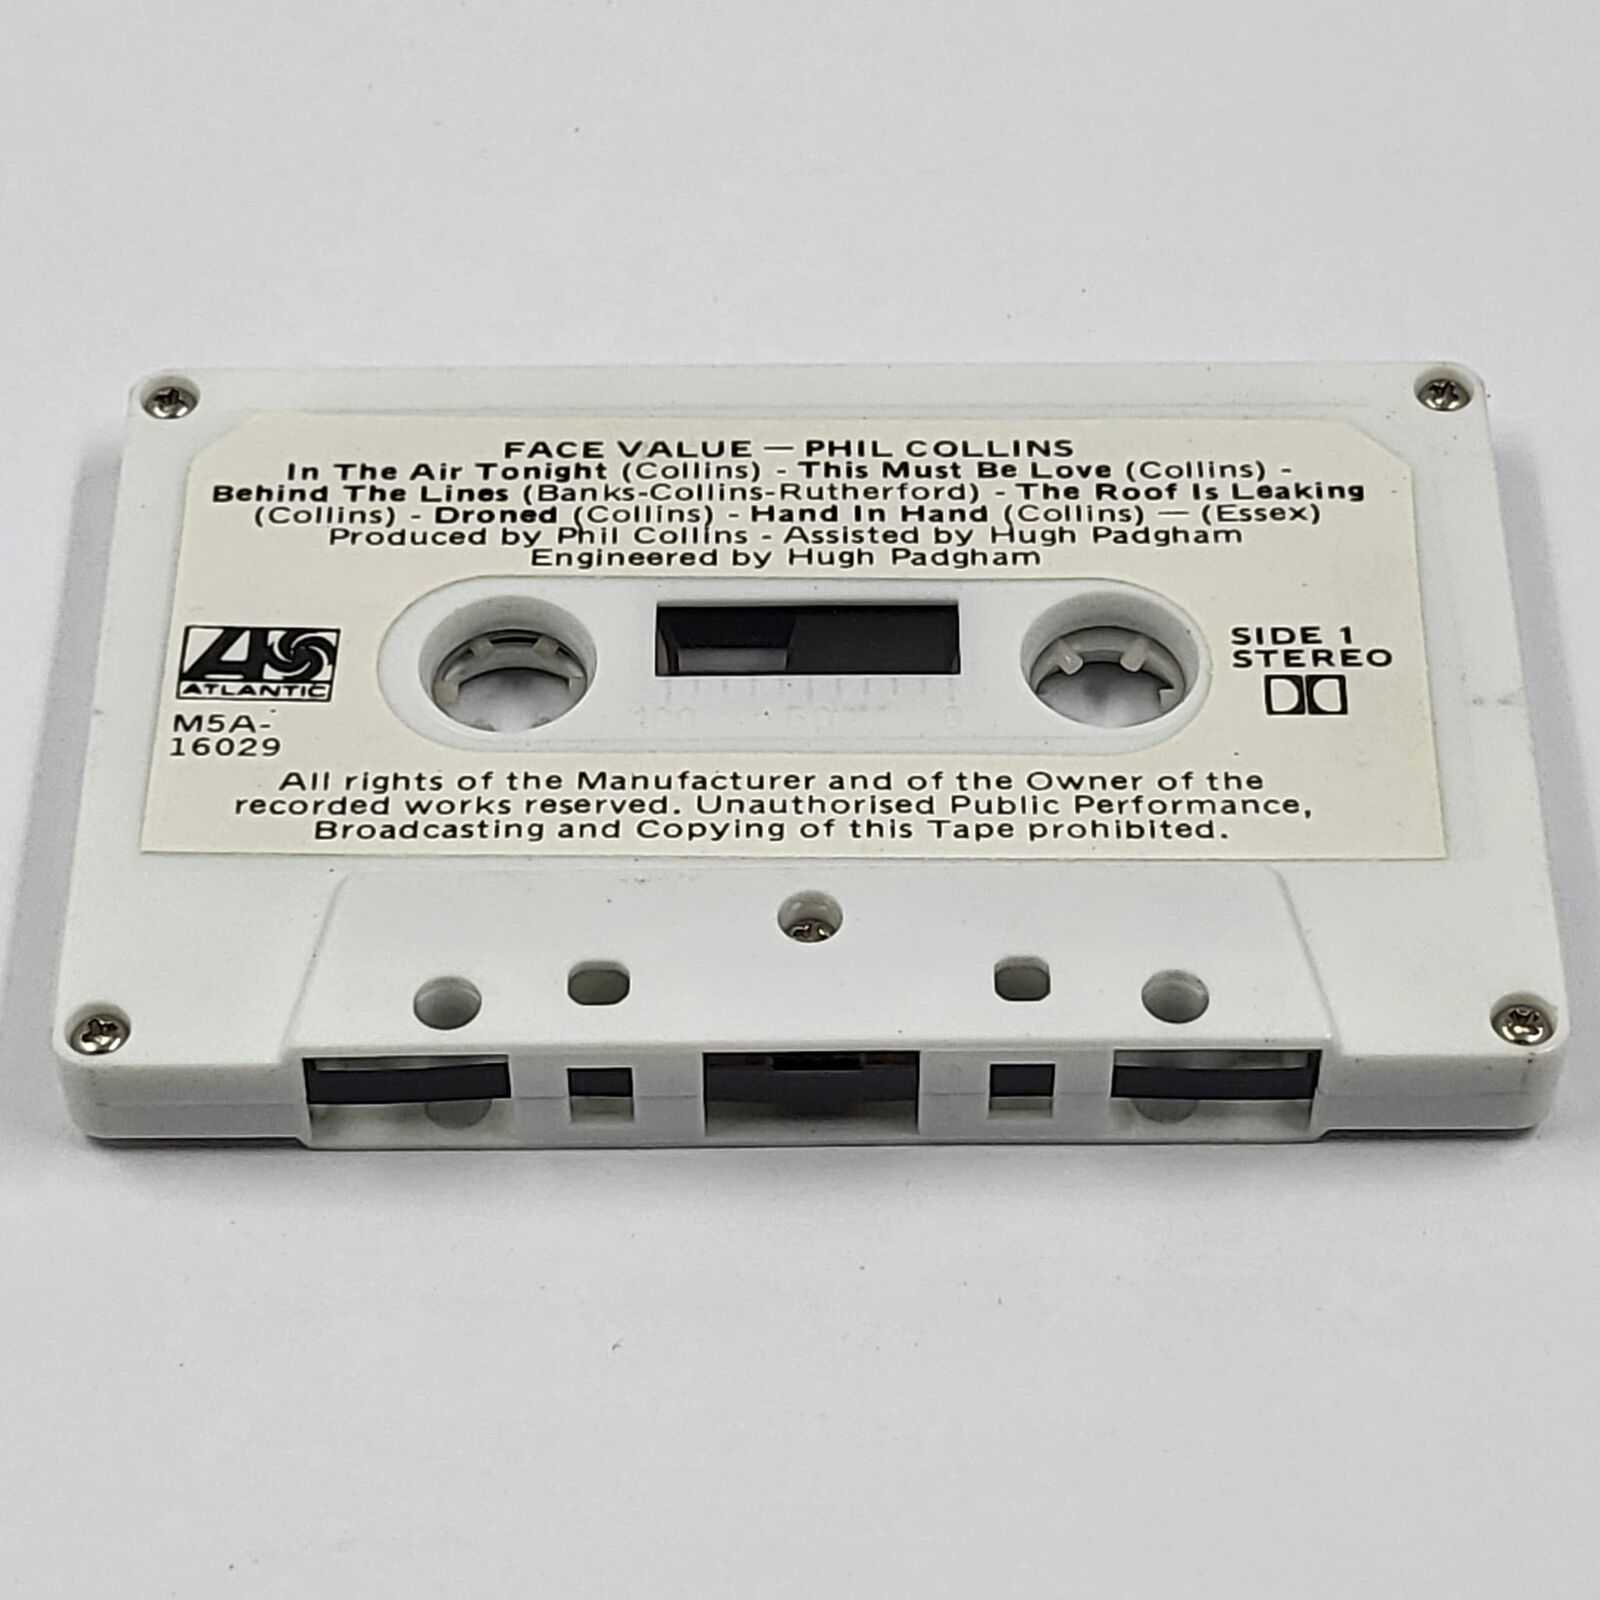 FACE VALUE — PHIL COLLINS
In The Air Tonight (Collins) - This Must Be Love (Collins) -
Behind The Lines (Banks-Collins-Rutherford) - The Roof Is Leaking
(Collins) - Droned (Collins) - Hand In Hand (Collins) — (Essex)
Produced by Phil Collins - Assisted by Hugh Padgham
Engineered by Hugh Padgham
ATLANTIC
M5A-
16029
SIDE 1
STEREO
All rights of the Manufacturer and of the Owner of the
recorded works reserved. Unauthorised Public Performance,
Broadcasting and Copying of this Tape prohibited.